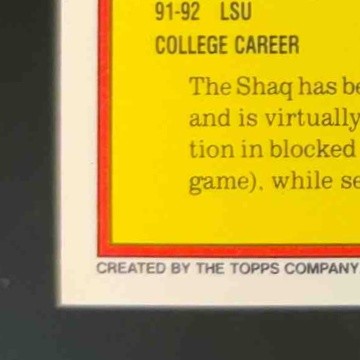 91-92 LSU
COLLEGE CAREER
The Shaq has be
and is virtually
tion in blocked
game), while se
CREATED BY THE TOPPS COMPANY